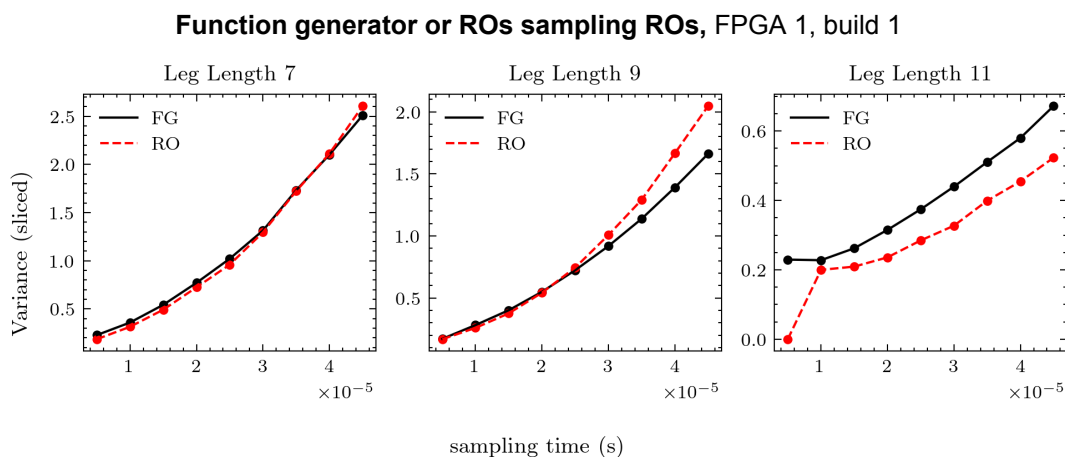 Function generator or ROs sampling ROs, FPGA 1, build 1
Leg Length 7
Leg Length 9
Leg Length 11
Variance (sliced)
2.5
2.0
1.5
1.0
0.5
FG
RO
1 2 3 4
×10⁻⁵
2.0
1.5
1.0
0.5
FG
RO
1 2 3 4
×10⁻⁵
0.6
0.4
0.2
0.0
FG
RO
1 2 3 4
×10⁻⁵
sampling time (s)